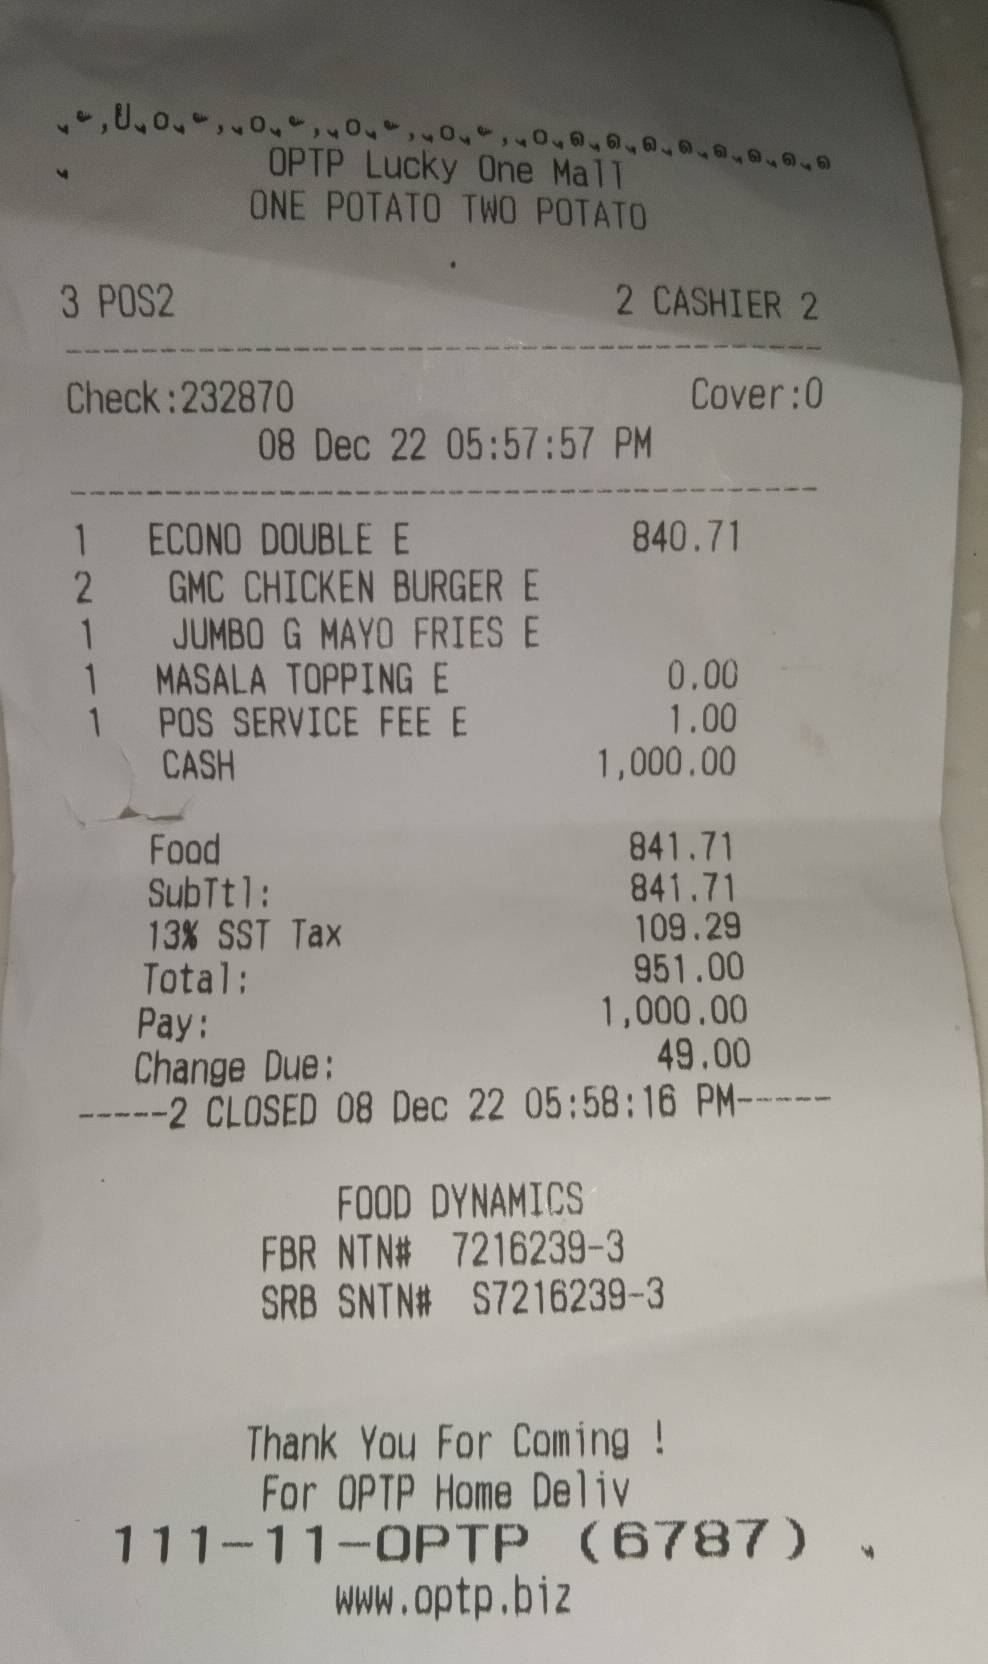 OPTP Lucky One Mall
ONE POTATO TWO POTATO
3 POS2 2 CASHIER 2
Check:232870 Cover:0
08 Dec 22 05:57:57 PM
1 ECONO DOUBLE E 840.71
2 GMC CHICKEN BURGER E
1 JUMBO G MAYO FRIES E
1 MASALA TOPPING E 0.00
1 POS SERVICE FEE E 1.00
CASH 1,000.00
Food 841.71
SubTtl: 841.71
13% SST Tax 109.29
Total: 951.00
Pay: 1,000.00
Change Due: 49.00
-----2 CLOSED 08 Dec 22 05:58:16 PM-----
FOOD DYNAMICS
FBR NTN# 7216239-3
SRB SNTN# S7216239-3
Thank You For Coming !
For OPTP Home Deliv
111-11-OPTP (6787)
www.optp.biz